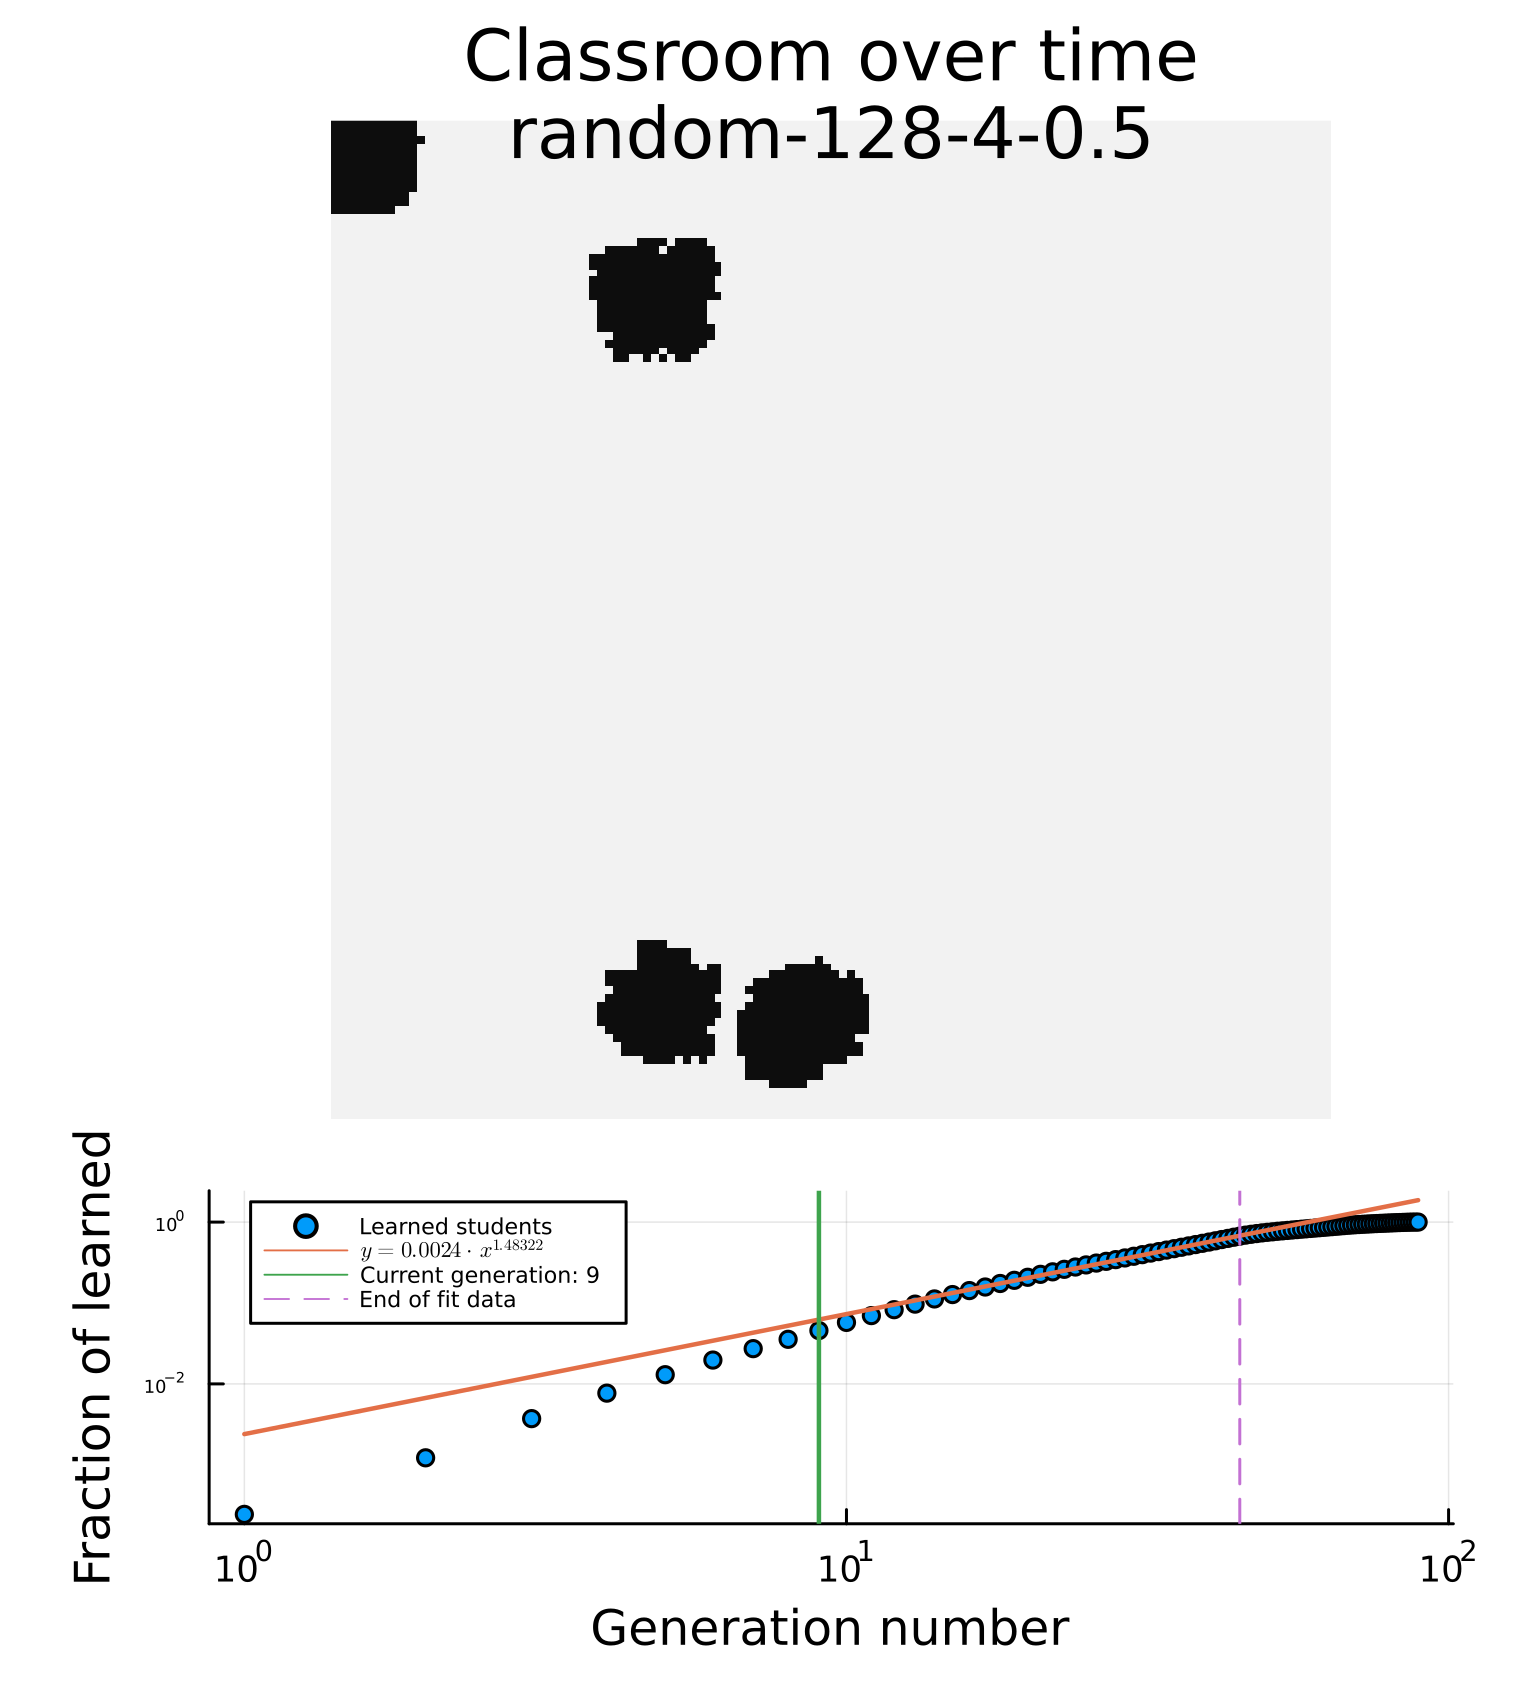 Classroom over time
random-128-4-0.5
Fraction of learned
10^0
10^-2
Learned students
y = 0.0024 · x^1.48322
Current generation: 9
End of fit data
10^0
10^1
10^2
Generation number